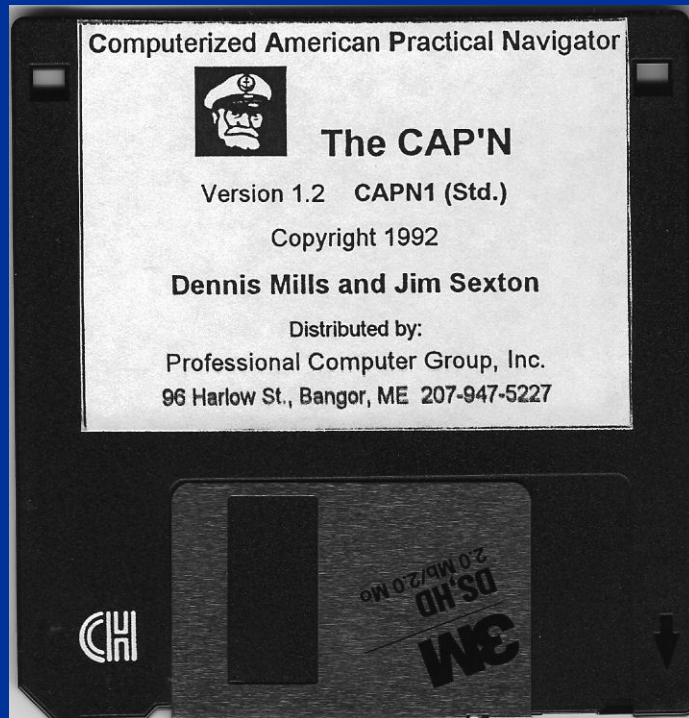 Computerized American Practical Navigator
The CAP'N
Version 1.2 CAPN1 (Std.)
Copyright 1992
Dennis Mills and Jim Sexton
Distributed by:
Professional Computer Group, Inc.
96 Harlow St., Bangor, ME 207-947-5227
2.0 Mb/2.0 Mo
DS,HD
3M
HD